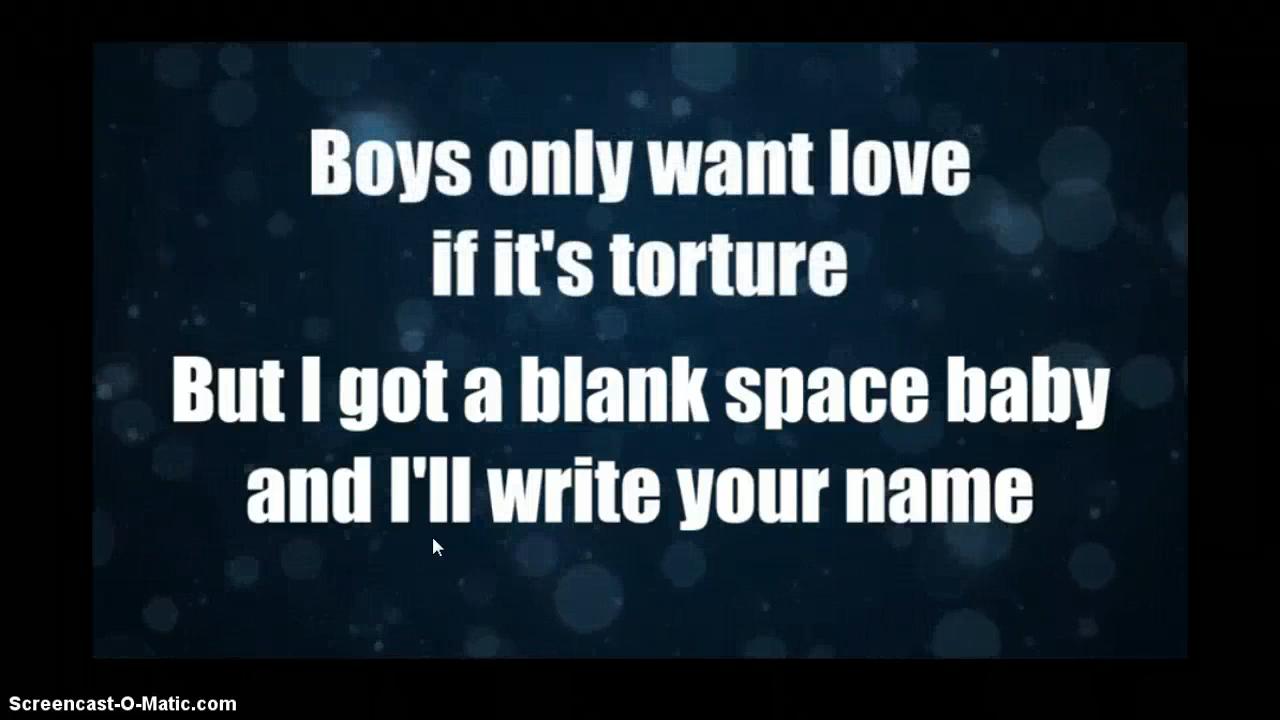 Boys only want love
if it's torture
But I got a blank space baby
and I'll write your name
Screencast-O-Matic.com